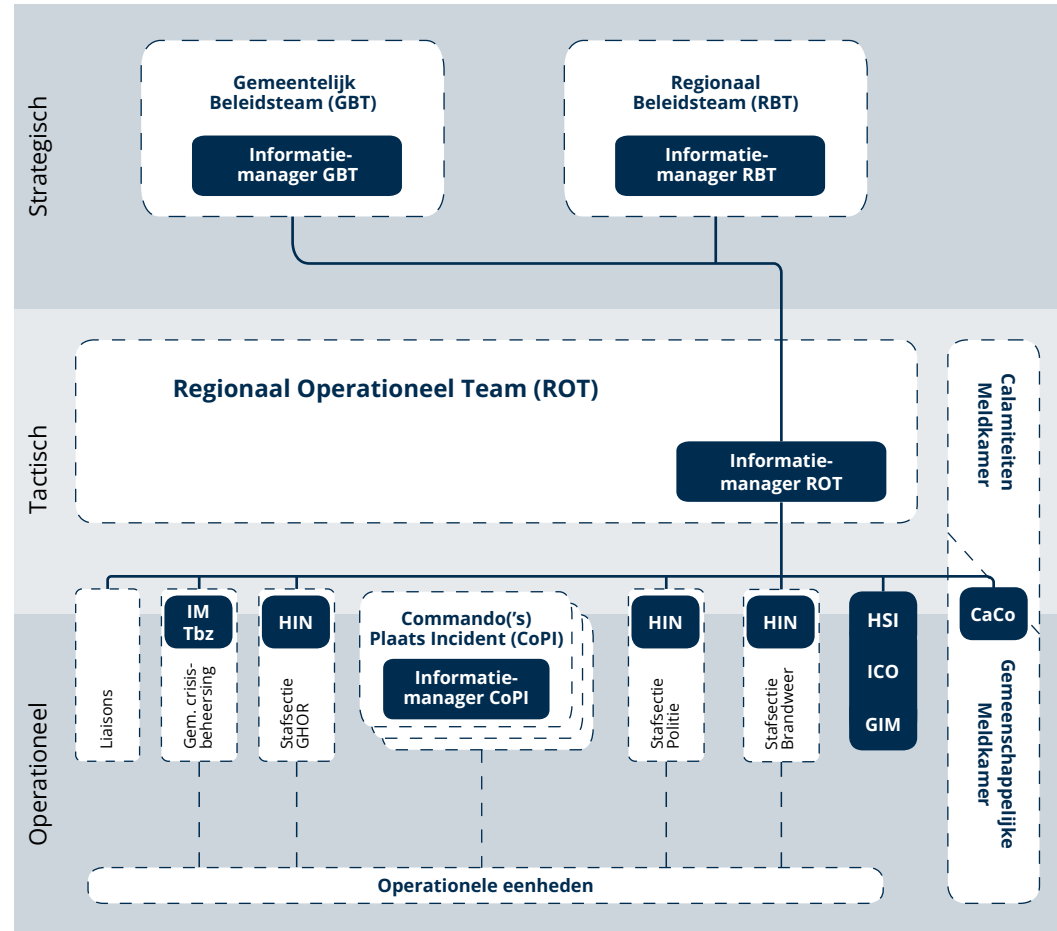 Strategisch
Gemeentelijk
Beleidsteam (GBT)
Informatie-
manager GBT
Regionaal
Beleidsteam (RBT)
Informatie-
manager RBT
Tactisch
Regionaal Operationeel Team (ROT)
Informatie-
manager ROT
Calamiteiten
Meldkamer
Operationeel
Liaisons
IM
Tbz
Gem. crisis-
beheersing
HIN
Stafsectie
GHOR
Commando('s)
Plaats Incident (CoPI)
Informatie-
manager CoPI
HIN
Stafsectie
Politie
HIN
Stafsectie
Brandweer
HSI
ICO
GIM
CaCo
Gemeenschappelijke
Meldkamer
Operationele eenheden